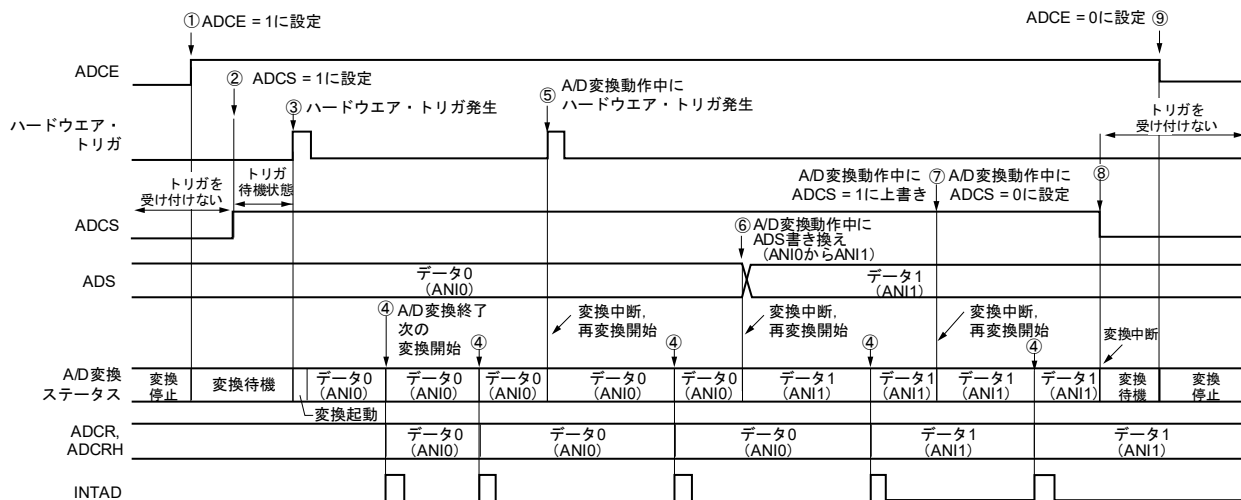 ① ADCE = 1に設定
ADCE = 0に設定 ⑨
ADCE
② ADCS = 1に設定
③ ハードウエア・トリガ発生
⑤ A/D変換動作中に
ハードウエア・トリガ発生
ハードウエア・
トリガ
トリガを
受け付けない
トリガを
受け付けない
トリガ
待機状態
A/D変換動作中に
ADCS = 1に上書き
⑦ A/D変換動作中に
ADCS = 0に設定
⑧
ADCS
⑥ A/D変換動作中に
ADS書き換え
(ANI0からANI1)
ADS
データ0
(ANI0)
データ1
(ANI1)
④ A/D変換終了
次の
変換開始
④
変換中断,
再変換開始
④
変換中断,
再変換開始
④
変換中断,
再変換開始
④
変換中断
A/D変換
ステータス
変換
停止
変換待機
変換起動
データ0
(ANI0)
データ0
(ANI0)
データ0
(ANI0)
データ0
(ANI0)
データ1
(ANI1)
データ1
(ANI1)
データ1
(ANI1)
データ1
(ANI1)
変換
待機
変換
停止
ADCR,
ADCRH
データ0
(ANI0)
データ0
(ANI0)
データ0
(ANI0)
データ1
(ANI1)
データ1
(ANI1)
INTAD